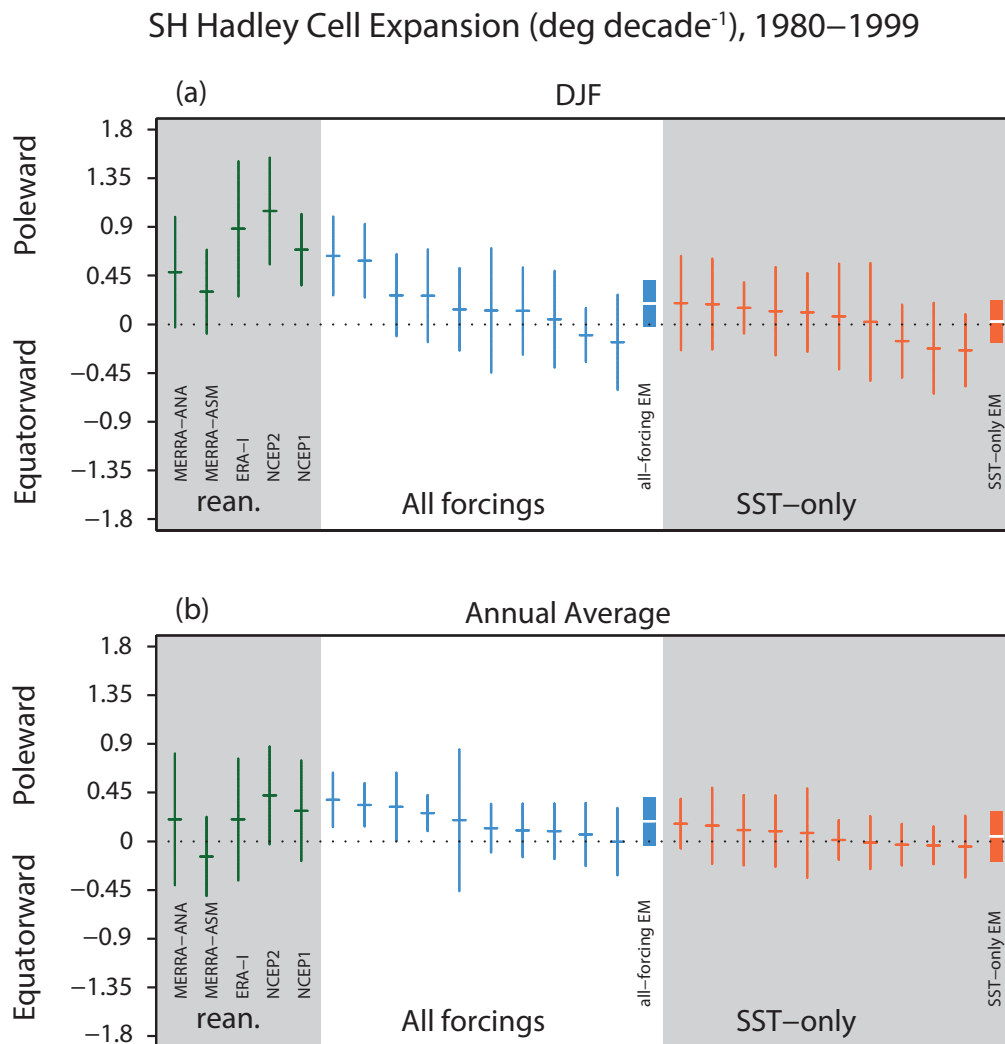 SH Hadley Cell Expansion (deg decade⁻¹), 1980−1999
(a)
DJF
Poleward
Equatorward
1.8
1.35
0.9
0.45
0
−0.45
−0.9
−1.35
−1.8
MERRA−ANA
MERRA−ASM
ERA−I
NCEP2
NCEP1
rean.
All forcings
all−forcing EM
SST−only
SST−only EM
(b)
Annual Average
Poleward
Equatorward
1.8
1.35
0.9
0.45
0
−0.45
−0.9
−1.35
−1.8
MERRA−ANA
MERRA−ASM
ERA−I
NCEP2
NCEP1
rean.
All forcings
all−forcing EM
SST−only
SST−only EM